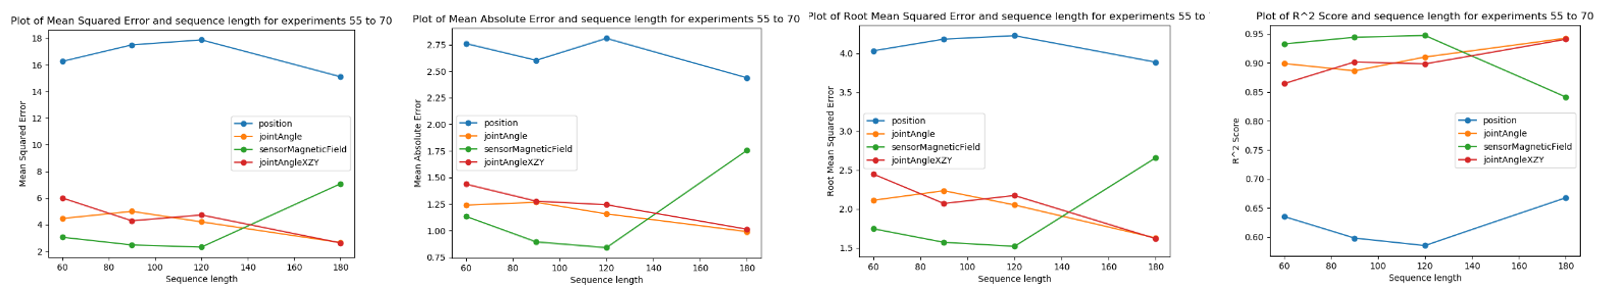 Plot of Mean Squared Error and sequence length for experiments 55 to 70
Mean Squared Error
18
16
14
12
10
8
6
4
2
position
jointAngle
sensorMagneticField
jointAngleXZY
60 80 100 120 140 160 180
Sequence length
Plot of Mean Absolute Error and sequence length for experiments 55 to 70
Mean Absolute Error
2.75
2.50
2.25
2.00
1.75
1.50
1.25
1.00
0.75
position
jointAngle
sensorMagneticField
jointAngleXZY
60 80 100 120 140 160 180
Sequence length
Plot of Root Mean Squared Error and sequence length for experiments 55 to
Root Mean Squared Error
4.0
3.5
3.0
2.5
2.0
1.5
position
jointAngle
sensorMagneticField
jointAngleXZY
60 80 100 120 140 160 180
Sequence length
Plot of R^2 Score and sequence length for experiments 55 to 70
R^2 Score
0.95
0.90
0.85
0.80
0.75
0.70
0.65
0.60
position
jointAngle
sensorMagneticField
jointAngleXZY
60 80 100 120 140 160 180
Sequence length